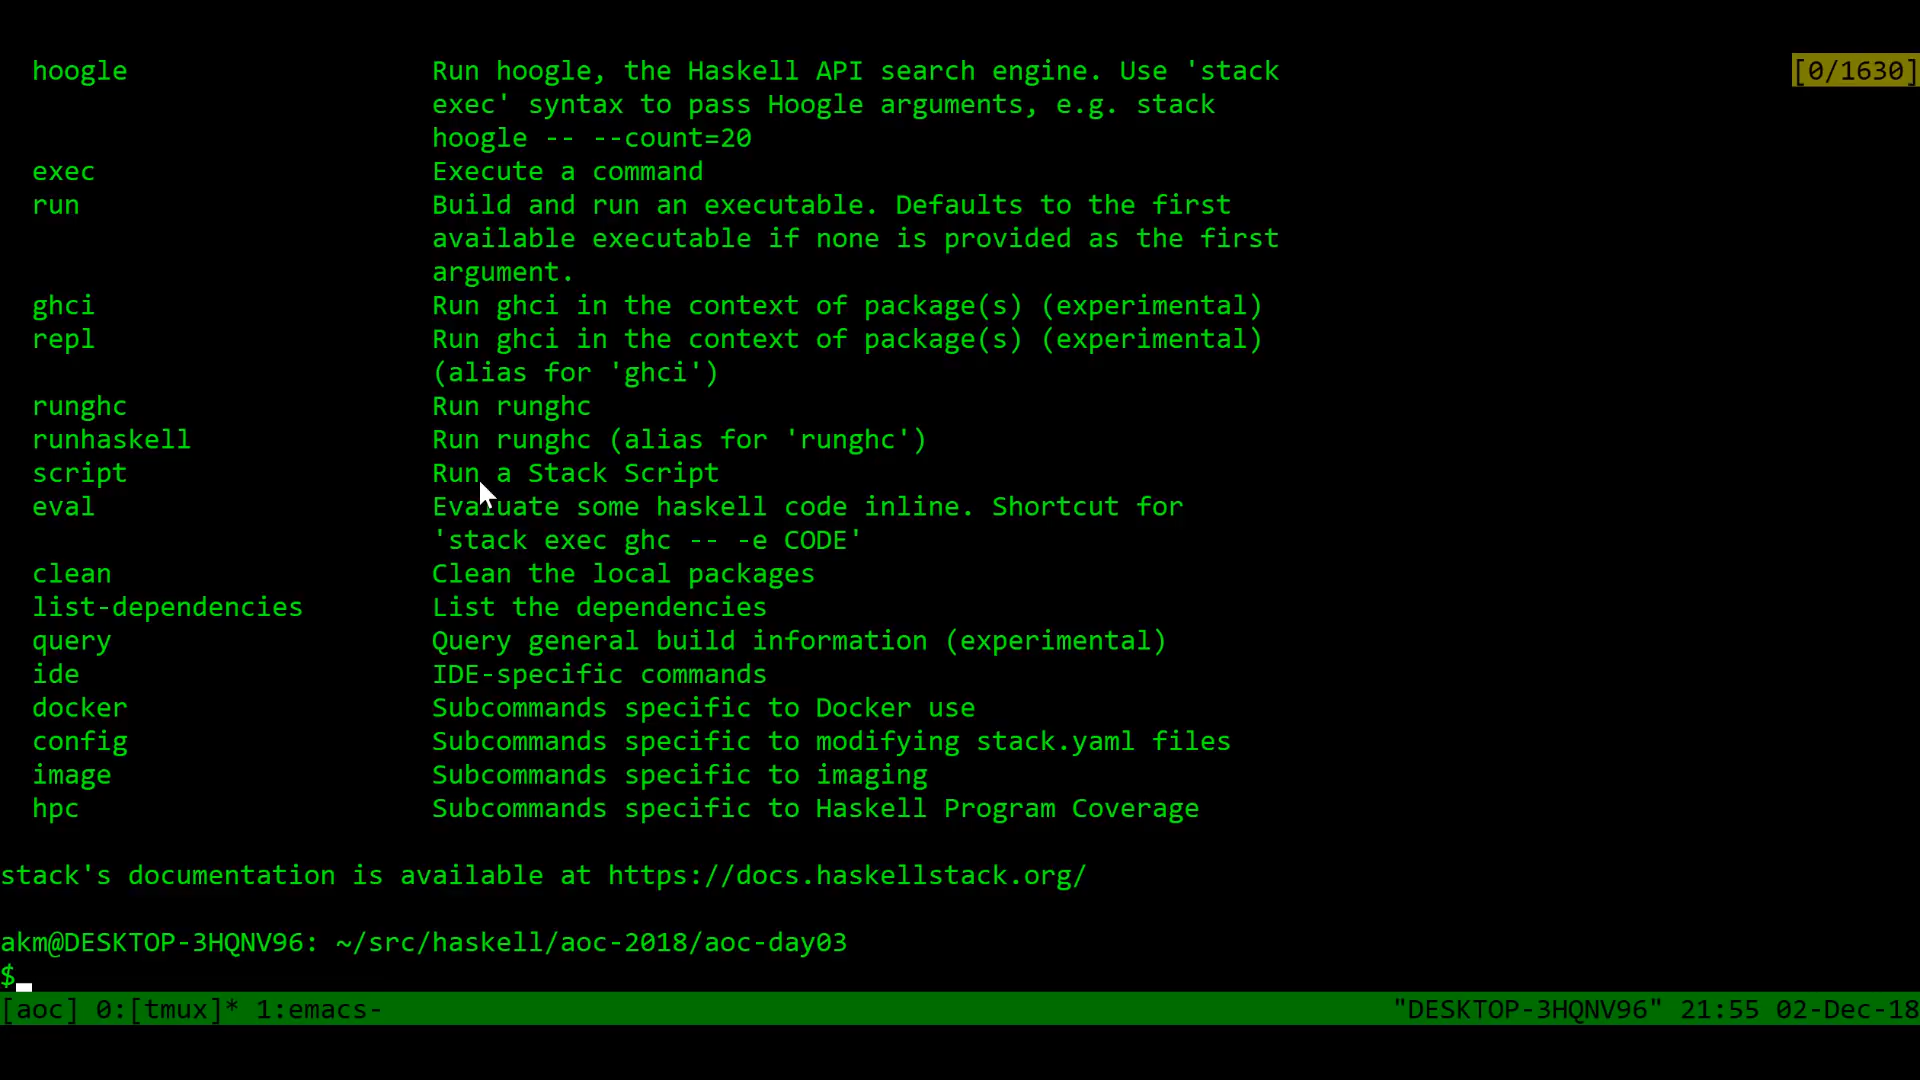 hoogle Run hoogle, the Haskell API search engine. Use 'stack [0/1630]
exec' syntax to pass Hoogle arguments, e.g. stack
hoogle -- --count=20
exec Execute a command
run Build and run an executable. Defaults to the first
available executable if none is provided as the first
argument.
ghci Run ghci in the context of package(s) (experimental)
repl Run ghci in the context of package(s) (experimental)
(alias for 'ghci')
runghc Run runghc
runhaskell Run runghc (alias for 'runghc')
script Run a Stack Script
eval Evaluate some haskell code inline. Shortcut for
'stack exec ghc -- -e CODE'
clean Clean the local packages
list-dependencies List the dependencies
query Query general build information (experimental)
ide IDE-specific commands
docker Subcommands specific to Docker use
config Subcommands specific to modifying stack.yaml files
image Subcommands specific to imaging
hpc Subcommands specific to Haskell Program Coverage
stack's documentation is available at https://docs.haskellstack.org/
akm@DESKTOP-3HQNV96: ~/src/haskell/aoc-2018/aoc-day03
$
[aoc] 0:[tmux]* 1:emacs- "DESKTOP-3HQNV96" 21:55 02-Dec-18